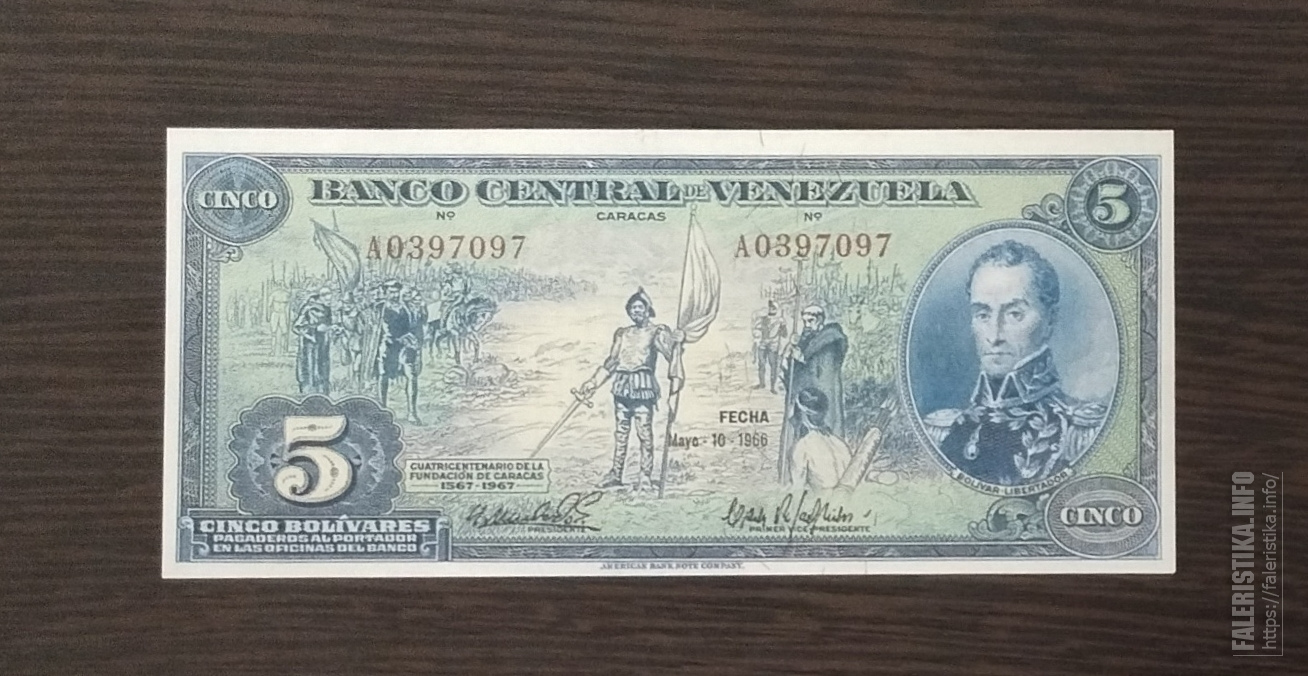 CINCO
BANCO CENTRAL DE VENEZUELA
5
Nº CARACAS Nº
A0397097 A0397097
FECHA
Mayo - 10 - 1966
5
CUATRICENTENARIO DE LA
FUNDACIÓN DE CARACAS
1567-1967
BOLIVAR-LIBERTADOR
CINCO BOLÍVARES
PAGADEROS AL PORTADOR
EN LAS OFICINAS DEL BANCO
PRESIDENTE
PRIMER VICE-PRESIDENTE
CINCO
AMERICAN BANK NOTE COMPANY.
FALERISTIKA.INFO
https://faleristika.info/